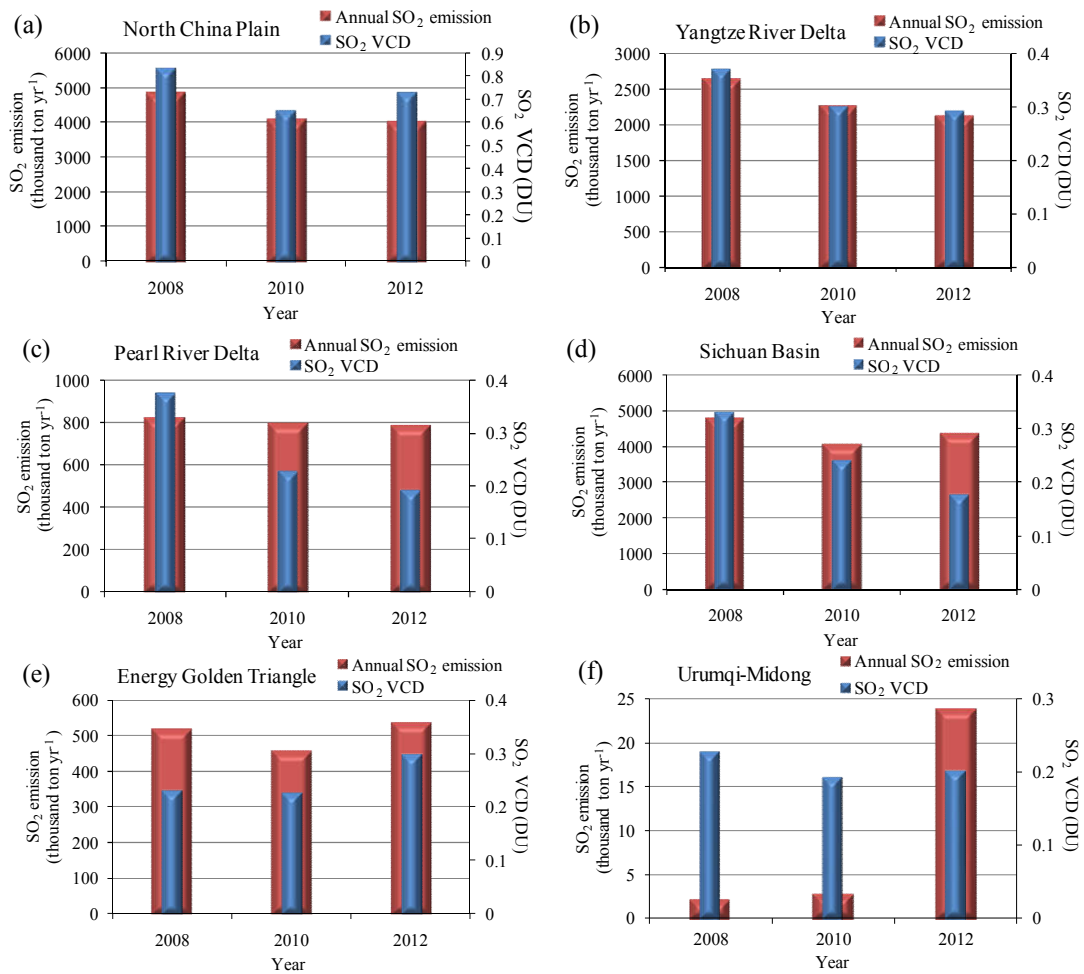 (a)
North China Plain
Annual SO₂ emission
SO₂ VCD
SO₂ emission
(thousand ton yr⁻¹)
6000
5000
4000
3000
2000
1000
0
0.9
0.8
0.7
0.6
0.5
0.4
0.3
0.2
0.1
0
SO₂ VCD (DU)
2008 2010 2012
Year
(b)
Yangtze River Delta
Annual SO₂ emission
SO₂ VCD
SO₂ emission
(thousand ton yr⁻¹)
3000
2500
2000
1500
1000
500
0
0.4
0.3
0.2
0.1
0
SO₂ VCD (DU)
2008 2010 2012
Year
(c)
Pearl River Delta
Annual SO₂ emission
SO₂ VCD
SO₂ emission
(thousand ton yr⁻¹)
1000
800
600
400
200
0
0.4
0.3
0.2
0.1
0
SO₂ VCD (DU)
2008 2010 2012
Year
(d)
Sichuan Basin
Annual SO₂ emission
SO₂ VCD
SO₂ emission
(thousand ton yr⁻¹)
6000
5000
4000
3000
2000
1000
0
0.4
0.3
0.2
0.1
0
SO₂ VCD (DU)
2008 2010 2012
Year
(e)
Energy Golden Triangle
Annual SO₂ emission
SO₂ VCD
SO₂ emission
(thousand ton yr⁻¹)
600
500
400
300
200
100
0
0.4
0.3
0.2
0.1
0
SO₂ VCD (DU)
2008 2010 2012
Year
(f)
Urumqi-Midong
Annual SO₂ emission
SO₂ VCD
SO₂ emission
(thousand ton yr⁻¹)
25
20
15
10
5
0
0.3
0.2
0.1
0
SO₂ VCD (DU)
2008 2010 2012
Year